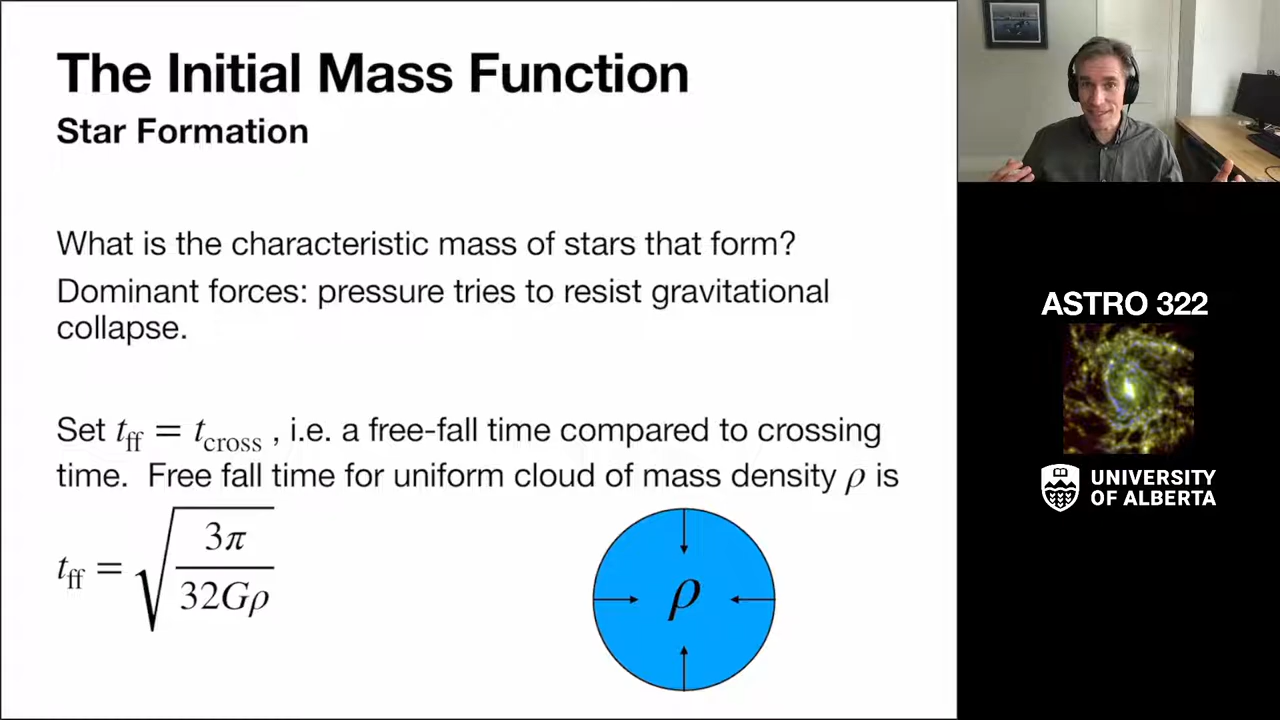 The Initial Mass Function
Star Formation
What is the characteristic mass of stars that form?
Dominant forces: pressure tries to resist gravitational
collapse.
Set t_ff = t_cross , i.e. a free-fall time compared to crossing
time. Free fall time for uniform cloud of mass density ρ is
t_ff = √(3π / 32Gρ)
ρ
ASTRO 322
UNIVERSITY
OF ALBERTA